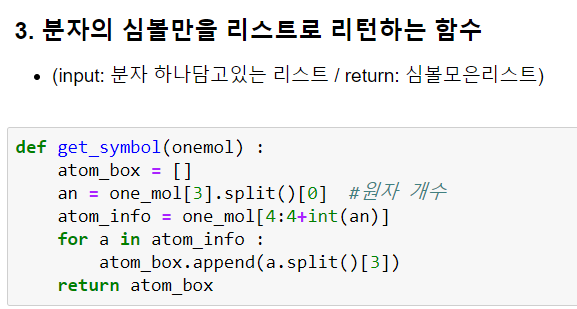 3. 분자의 심볼만을 리스트로 리턴하는 함수
• (input: 분자 하나담고있는 리스트 / return: 심볼모은리스트)
def get_symbol(onemol) :
    atom_box = []
    an = one_mol[3].split()[0]  #원자 개수
    atom_info = one_mol[4:4+int(an)]
    for a in atom_info :
        atom_box.append(a.split()[3])
    return atom_box